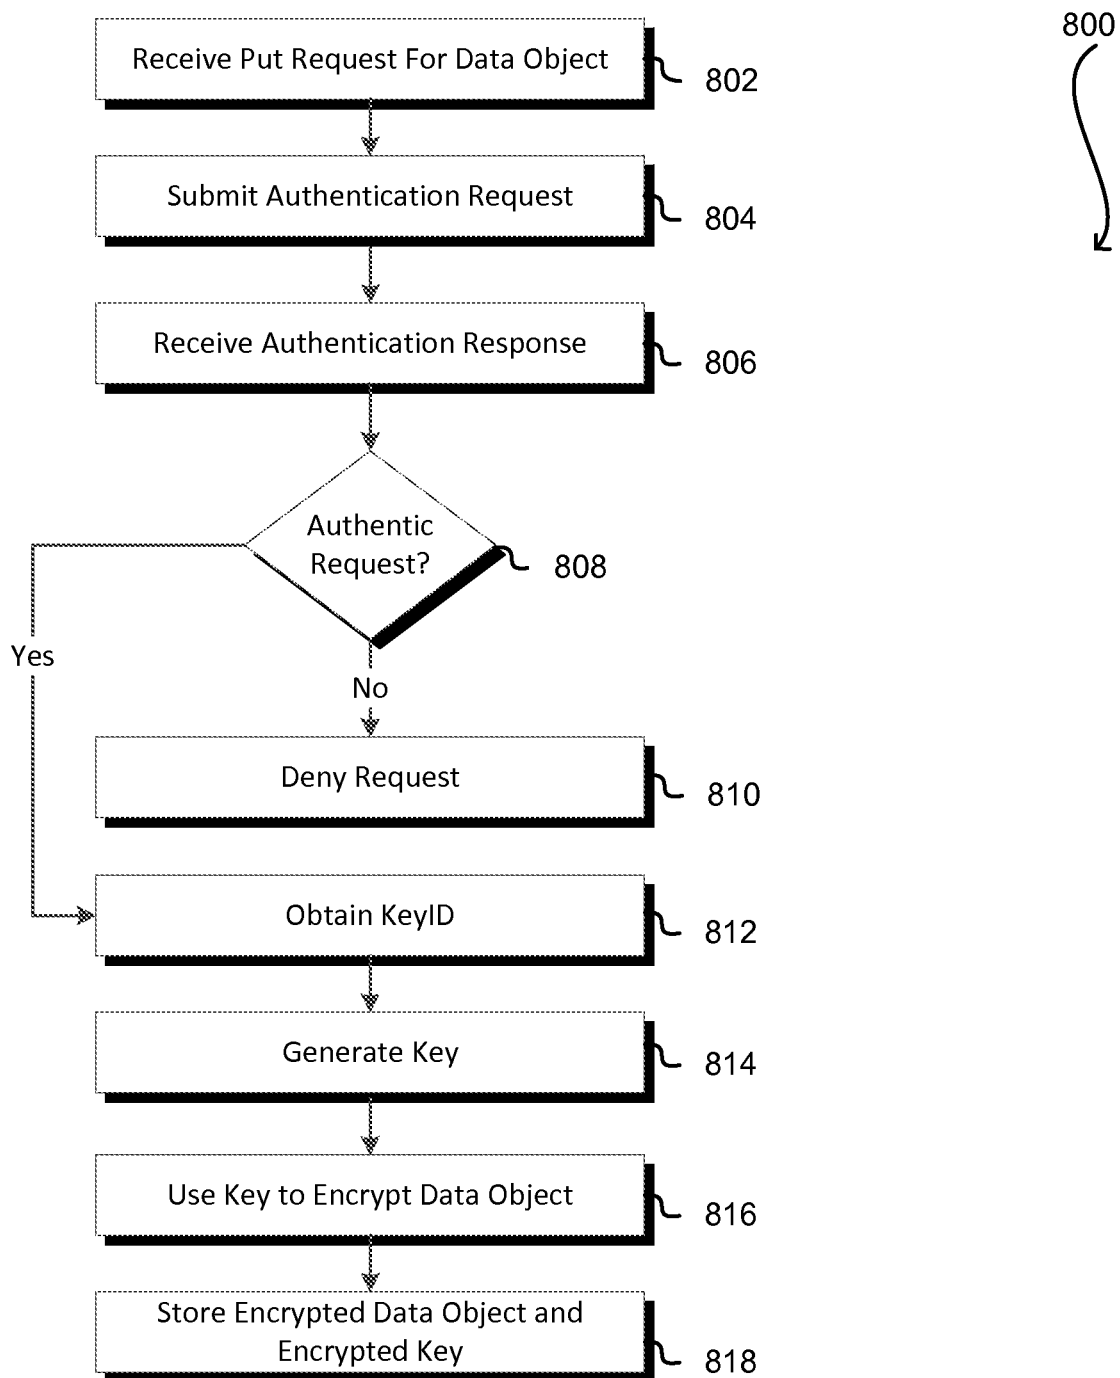 800
Receive Put Request For Data Object
802
Submit Authentication Request
804
Receive Authentication Response
806
Authentic
Request?
808
Yes
No
Deny Request
810
Obtain KeyID
812
Generate Key
814
Use Key to Encrypt Data Object
816
Store Encrypted Data Object and
Encrypted Key
818